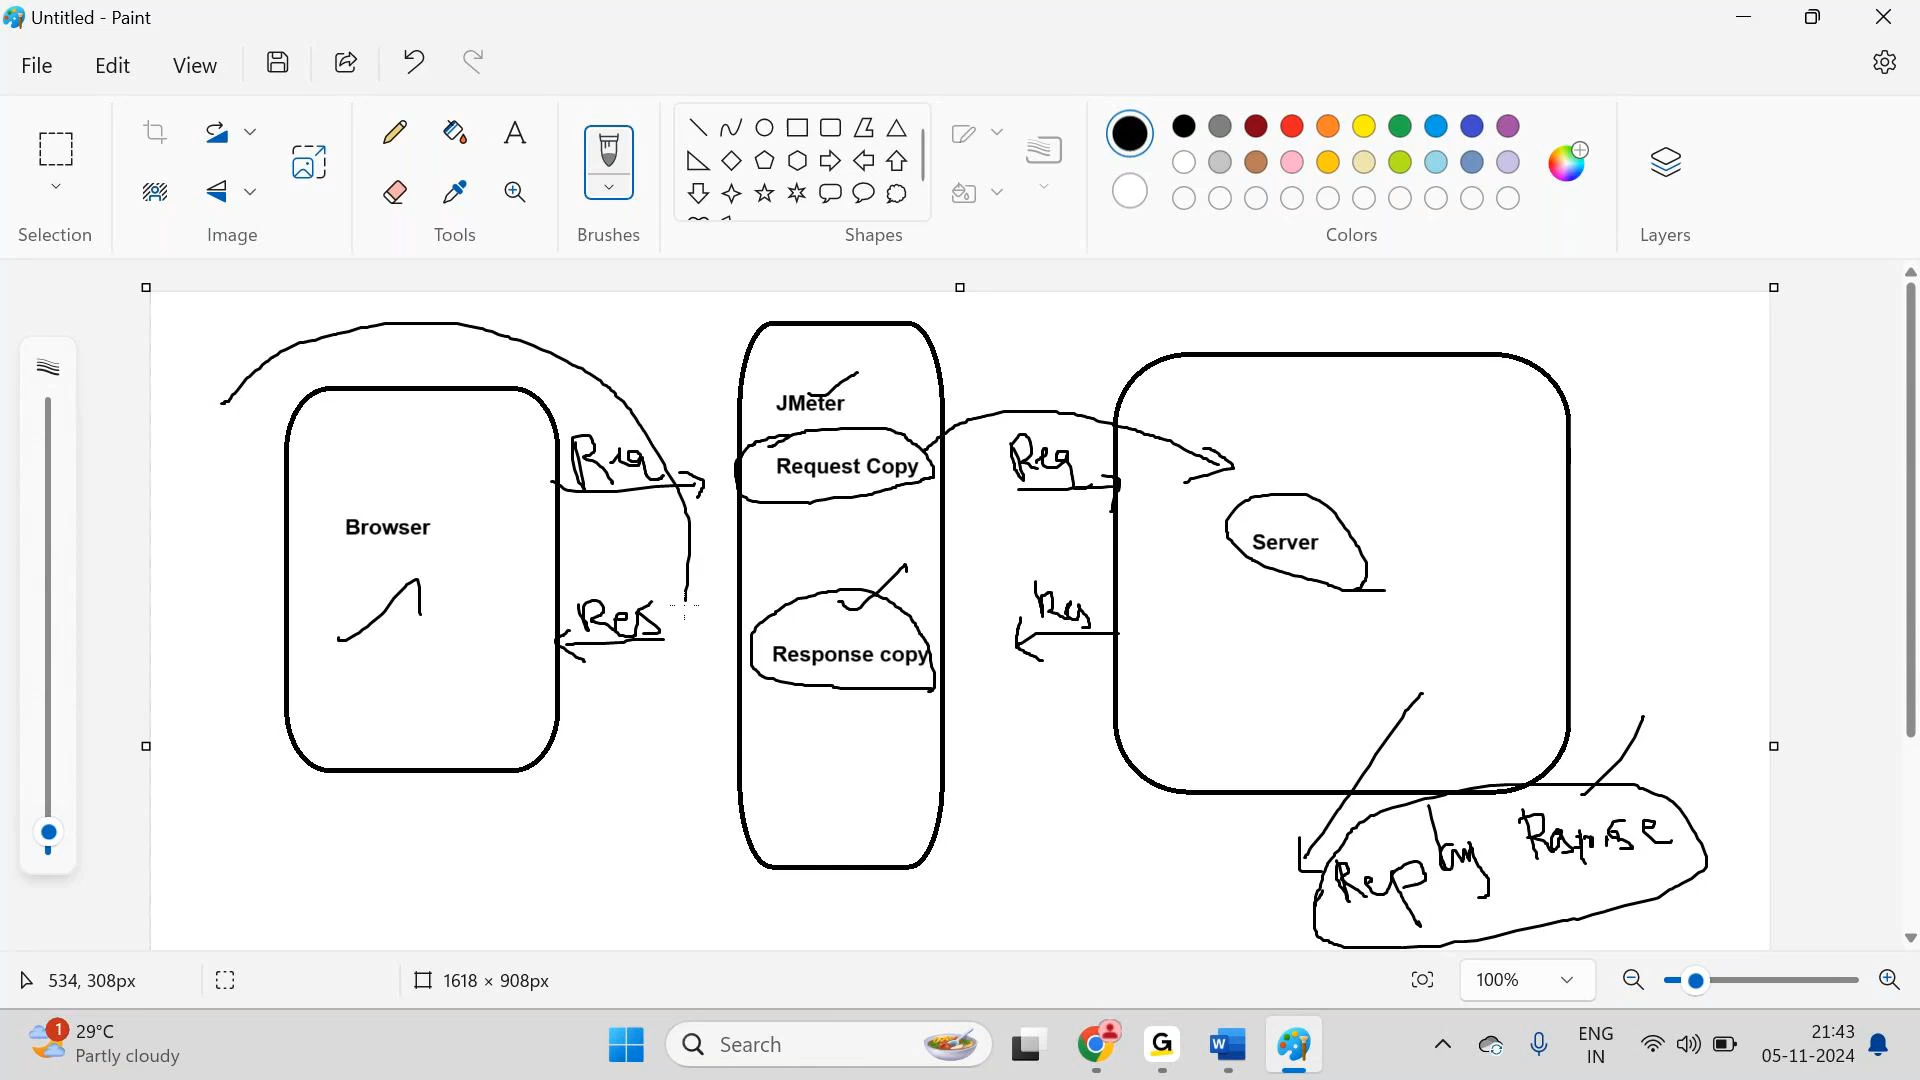 Untitled - Paint
File Edit View
Selection Image Tools Brushes Shapes Colors Layers
JMeter
Req Request Copy Req
Browser Server
Res Response copy Res
Replay Response
534, 308px 1618 × 908px 100%
1 29°C Partly cloudy
Search
ENG IN
21:43
05-11-2024